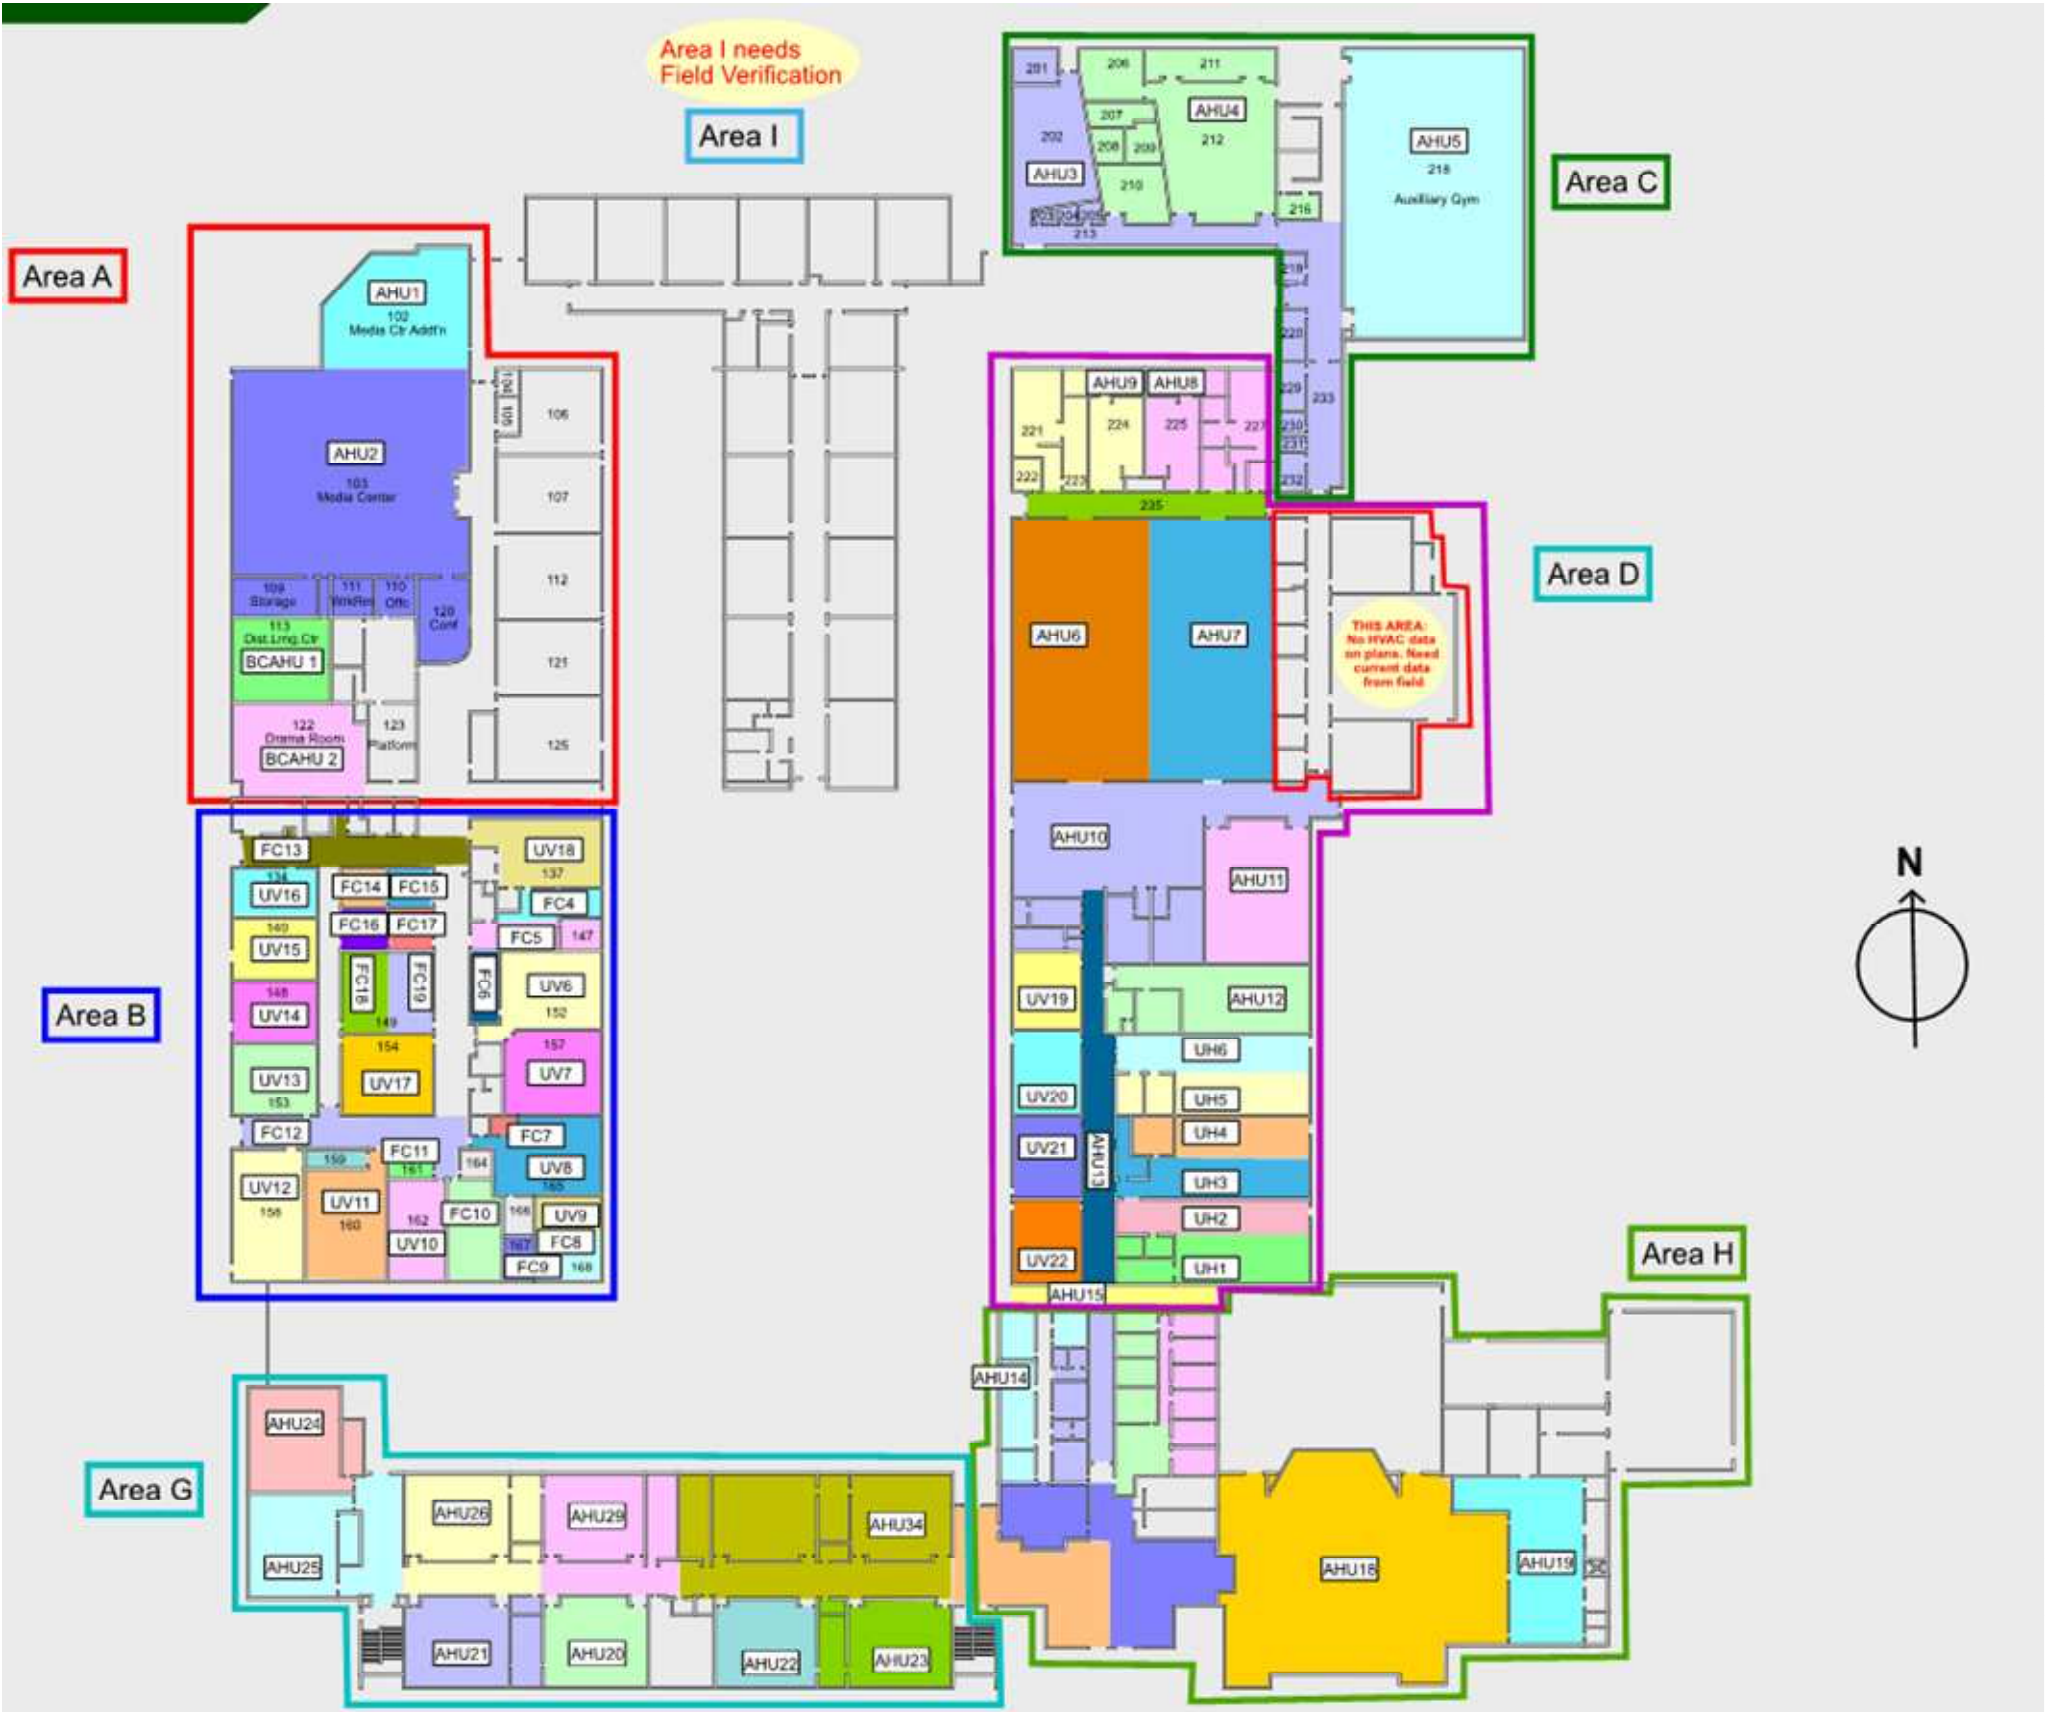 Area I needs
Field Verification
Area I
Area A
AHU1
102
Media Ctr Addt'n
AHU2
103
Media Center
104
105
106
107
112
121
125
109
Storage
111
WrkRm
110
Offc
120
Conf
113
Dist.Lrng.Ctr
BCAHU 1
122
Drama Room
BCAHU 2
123
Platform
Area C
201
202
AHU3
203
204
205
206
207
208
209
210
211
AHU4
212
213
216
AHU5
218
Auxiliary Gym
219
220
229
230
231
232
233
Area D
AHU9
AHU8
221
222
223
224
225
227
235
AHU6
AHU7
THIS AREA:
No HVAC data
on plans. Need
current data
from field
AHU10
AHU11
AHU12
UV19
UV20
UV21
UV22
AHU13
UH6
UH5
UH4
UH3
UH2
UH1
AHU15
Area B
FC13
UV18
137
UV16
FC14
FC15
FC4
FC16
FC17
140
UV15
FC5
147
FC18
FC19
FC6
UV6
152
148
UV14
149
154
UV17
157
UV7
UV13
153
FC12
FC11
FC7
159
161
164
UV8
165
UV12
158
UV11
160
162
UV10
FC10
166
UV9
FC8
167
FC9
168
N
Area H
AHU14
AHU18
AHU19
Area G
AHU24
AHU25
AHU26
AHU29
AHU34
AHU21
AHU20
AHU22
AHU23